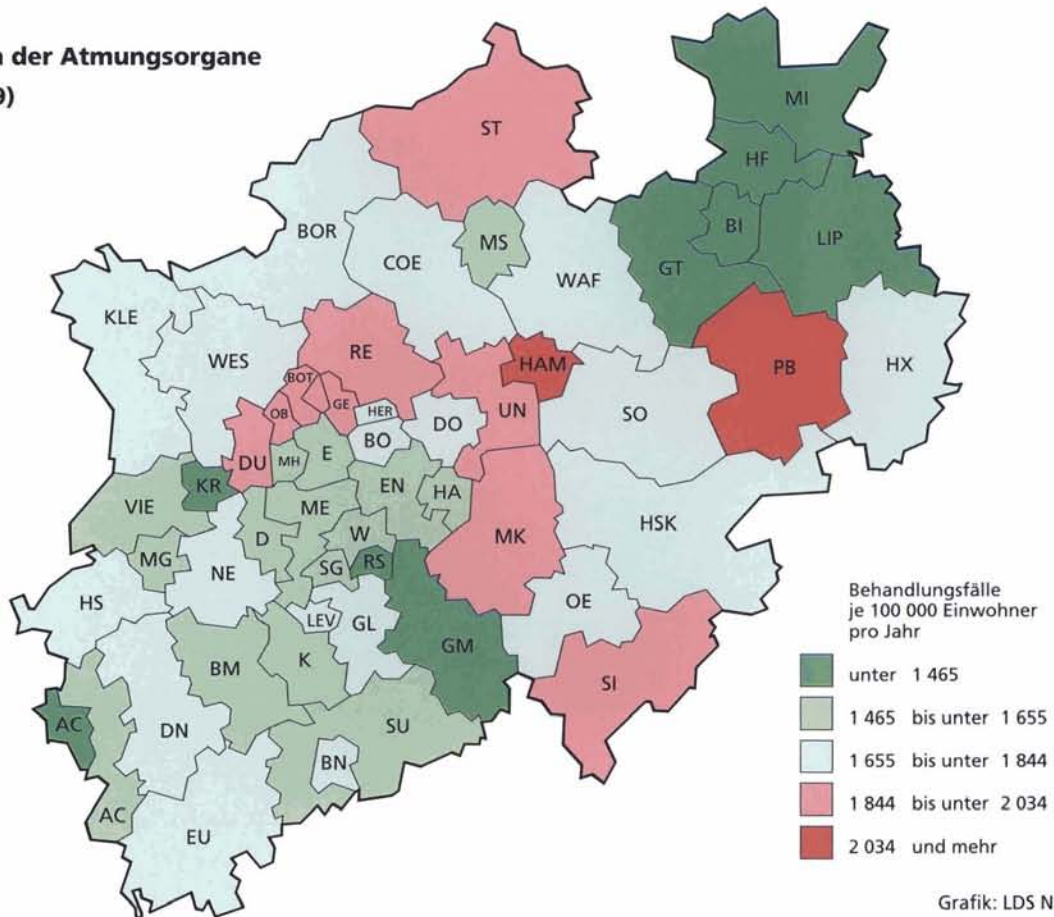 der Atmungsorgane
9)
MI
ST
HF
BI
LIP
BOR
MS
COE
GT
WAF
KLE
RE
WES
HAM
PB
HX
BOT
GE
OB
HER
UN
SO
DO
BO
DU
E
MH
KR
EN
HA
VIE
ME
HSK
D
W
MK
MG
SG
RS
NE
HS
OE
LEV
GL
GM
K
BM
SI
AC
SU
DN
BN
AC
EU
Behandlungsfälle
je 100 000 Einwohner
pro Jahr
unter 1 465
1 465 bis unter 1 655
1 655 bis unter 1 844
1 844 bis unter 2 034
2 034 und mehr
Grafik: LDS N